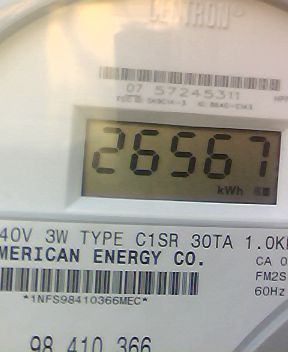 CENTRON®
07 57245311
26567
kWh
40V 3W TYPE C1SR 30TA 1.0K
MERICAN ENERGY CO.
CA 0
FM2S
60Hz
*1NFS98410366MEC*
98 410 366